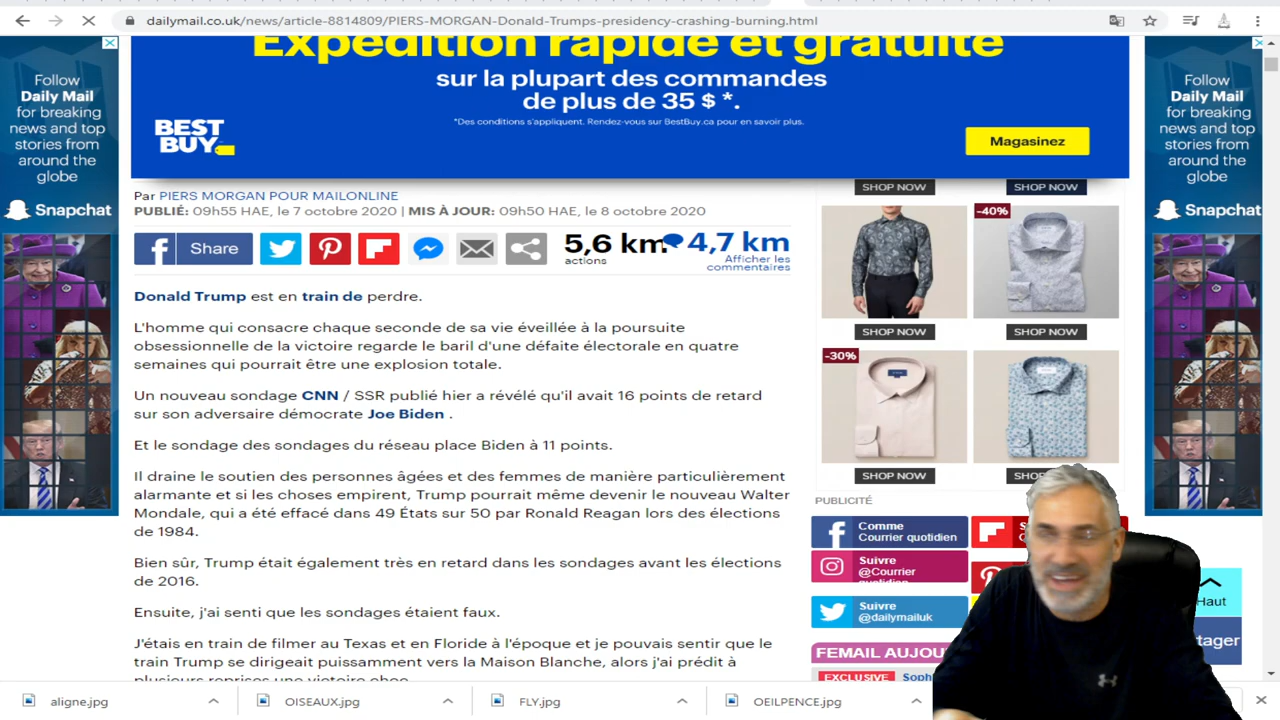 dailymail.co.uk/news/article-8814809/PIERS-MORGAN-Donald-Trumps-presidency-crashing-burning.html
Follow
Daily Mail
for breaking
news and top
stories from
around the
globe
Snapchat
Expédition rapide et gratuite
sur la plupart des commandes
de plus de 35 $ *.
*Des conditions s'appliquent. Rendez-vous sur BestBuy.ca pour en savoir plus.
BEST
BUY
Magasinez
Follow
Daily Mail
for breaking
news and top
stories from
around the
globe
Snapchat
Par PIERS MORGAN POUR MAILONLINE
PUBLIÉ: 09h55 HAE, le 7 octobre 2020 | MIS À JOUR: 09h50 HAE, le 8 octobre 2020
Share
5,6 km
actions
4,7 km
Afficher les
commentaires
Donald Trump est en train de perdre.
L'homme qui consacre chaque seconde de sa vie éveillée à la poursuite
obsessionnelle de la victoire regarde le baril d'une défaite électorale en quatre
semaines qui pourrait être une explosion totale.
Un nouveau sondage CNN / SSR publié hier a révélé qu'il avait 16 points de retard
sur son adversaire démocrate Joe Biden .
Et le sondage des sondages du réseau place Biden à 11 points.
Il draine le soutien des personnes âgées et des femmes de manière particulièrement
alarmante et si les choses empirent, Trump pourrait même devenir le nouveau Walter
Mondale, qui a été effacé dans 49 États sur 50 par Ronald Reagan lors des élections
de 1984.
Bien sûr, Trump était également très en retard dans les sondages avant les élections
de 2016.
Ensuite, j'ai senti que les sondages étaient faux.
J'étais en train de filmer au Texas et en Floride à l'époque et je pouvais sentir que le
train Trump se dirigeait puissamment vers la Maison Blanche, alors j'ai prédit à
plusieurs reprises une victoire choc.
SHOP NOW
SHOP NOW
-40%
SHOP NOW
SHOP NOW
-30%
SHOP NOW
PUBLICITÉ
Comme
Courrier quotidien
Suivre
@Courrier
quotidien
Suivre
@dailymailuk
FEMAIL AUJOU
EXCLUSIVE Soph
Haut
tager
aligne.jpg
OISEAUX.jpg
FLY.jpg
OEILPENCE.jpg